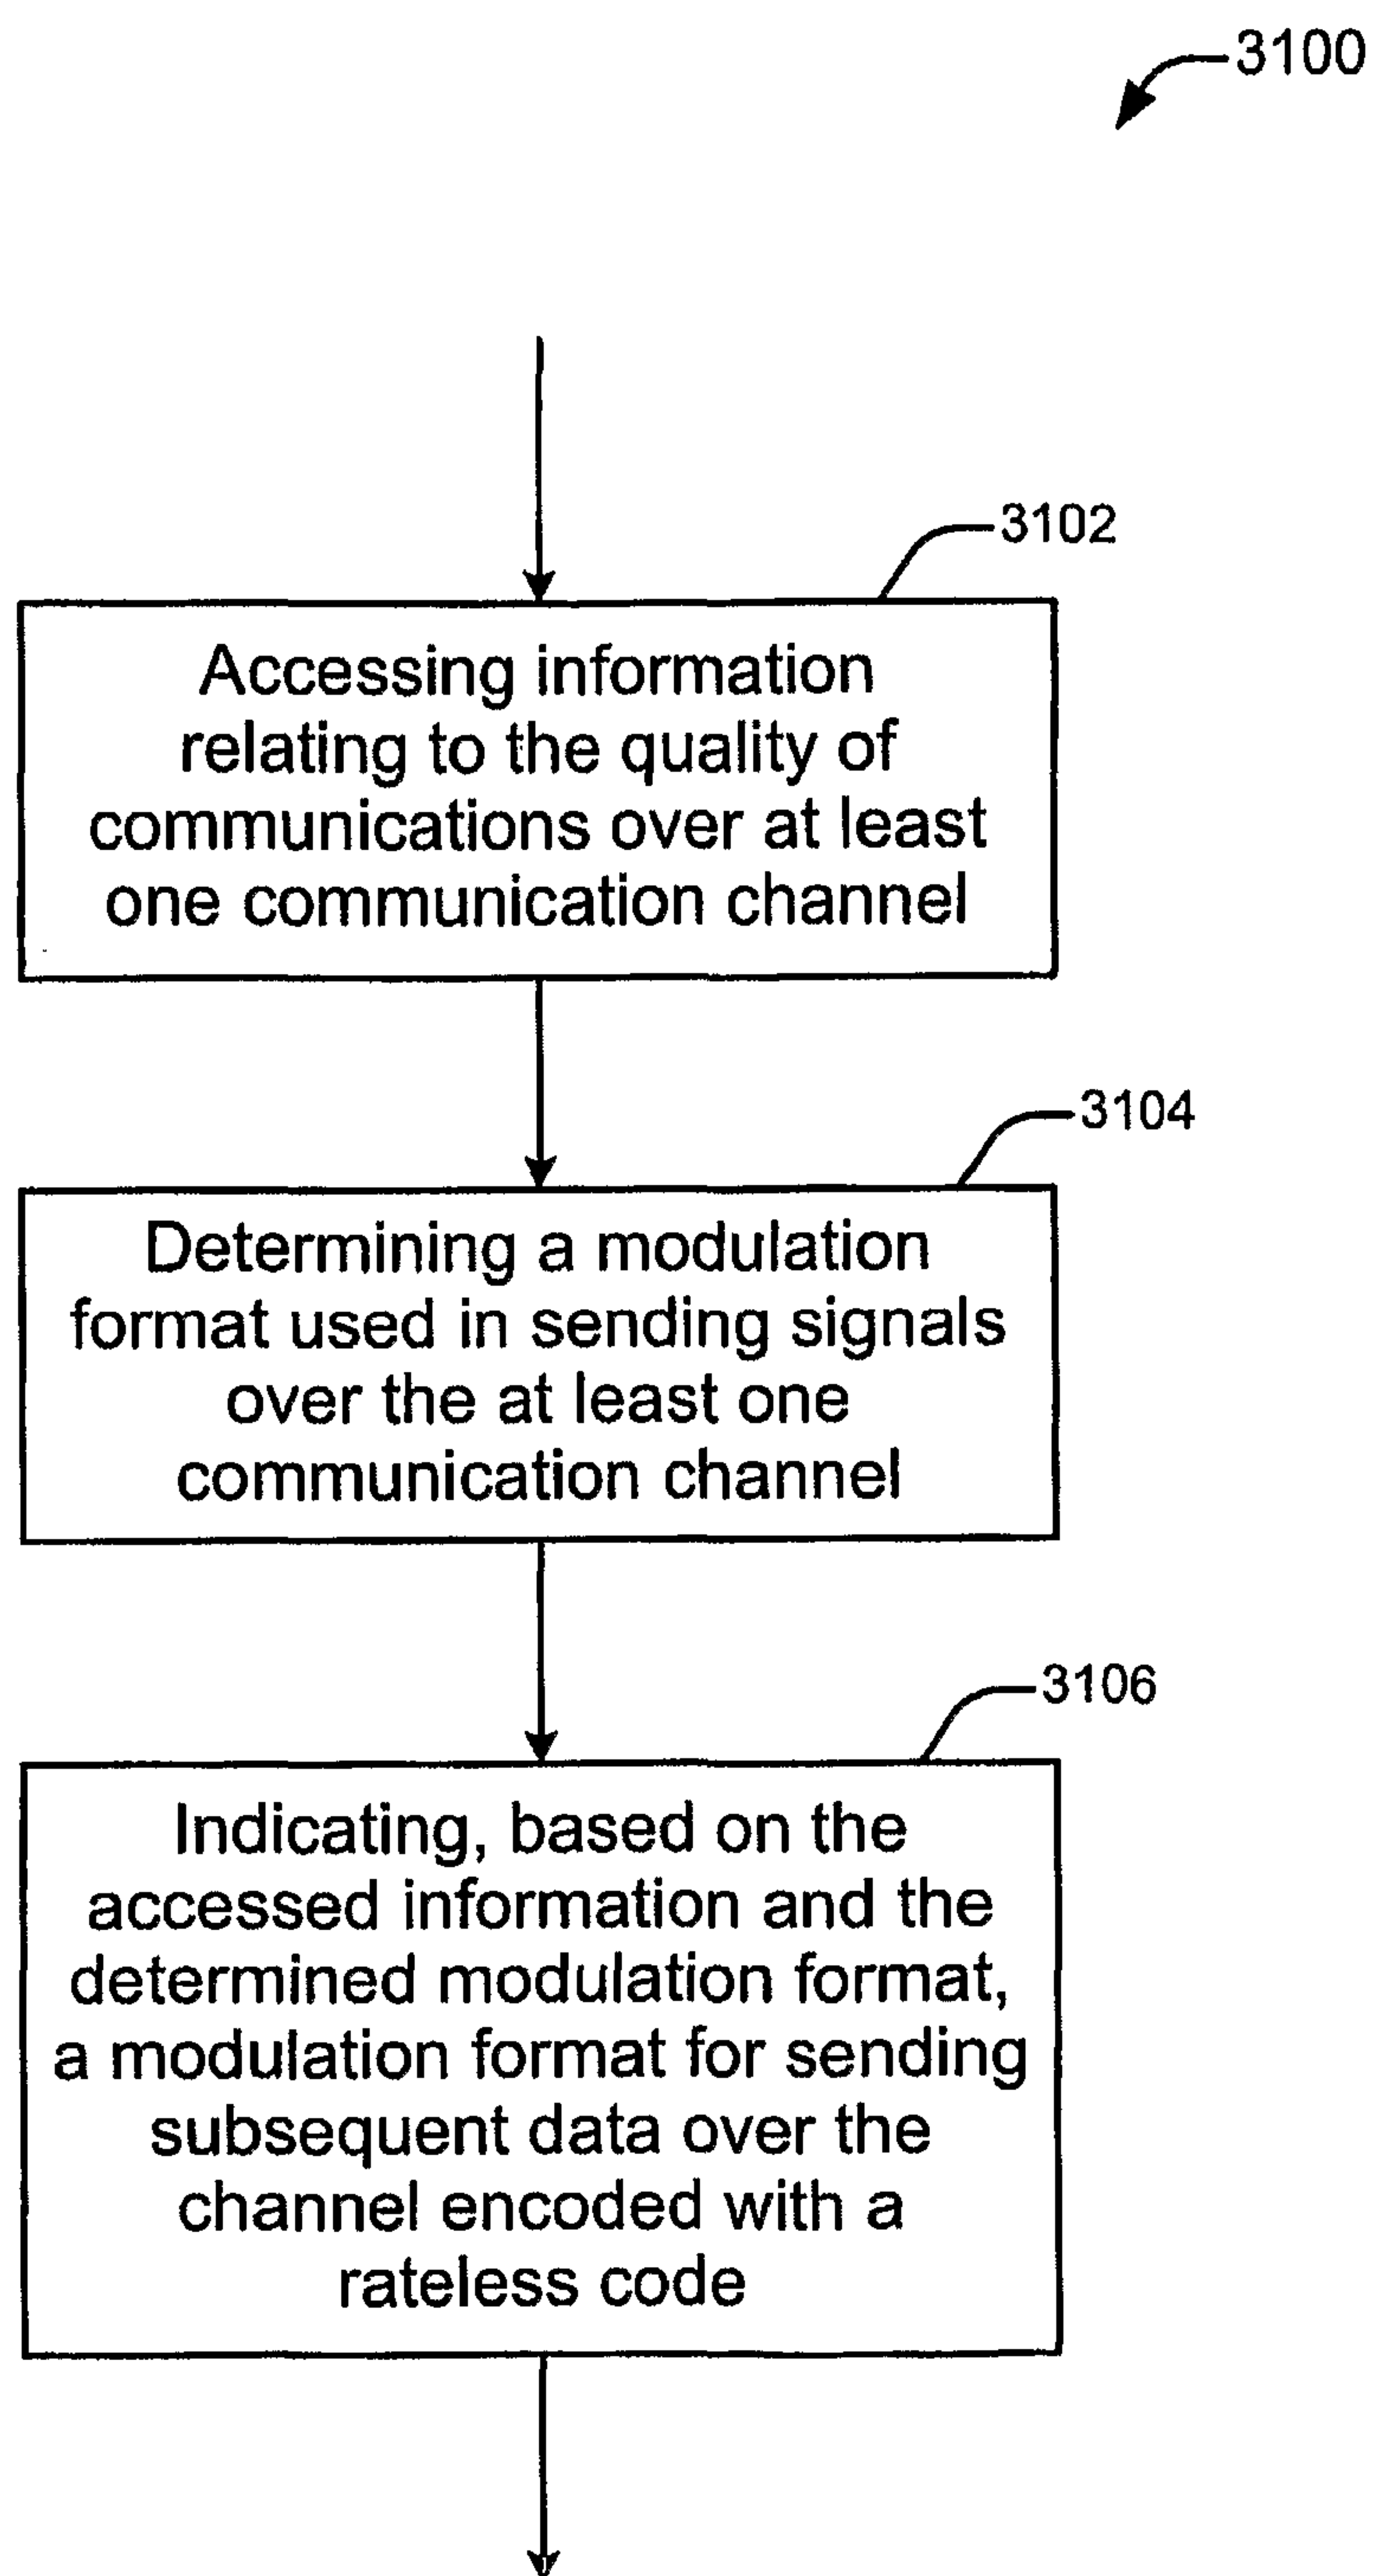 3100
3102
Accessing information
relating to the quality of
communications over at least
one communication channel
3104
Determining a modulation
format used in sending signals
over the at least one
communication channel
3106
Indicating, based on the
accessed information and the
determined modulation format,
a modulation format for sending
subsequent data over the
channel encoded with a
rateless code